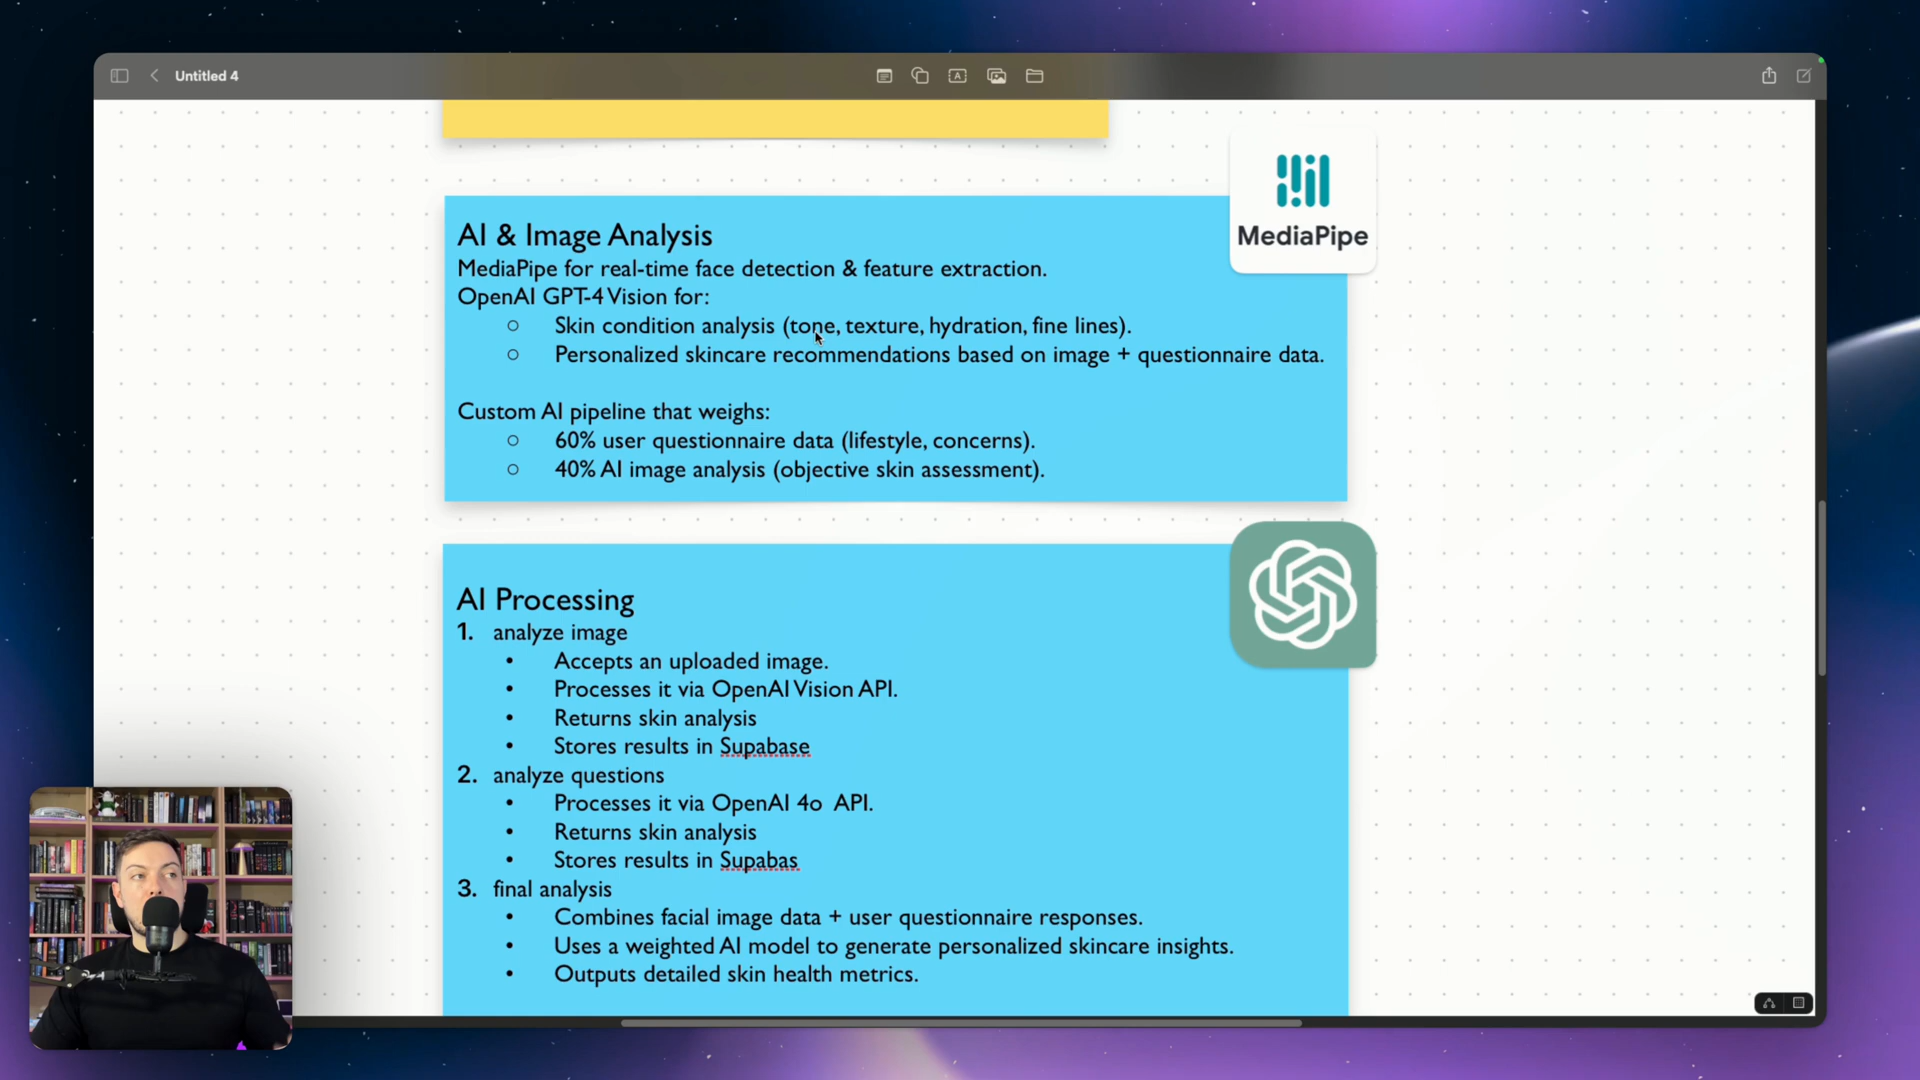 Untitled 4
MediaPipe
AI & Image Analysis
MediaPipe for real-time face detection & feature extraction.
OpenAI GPT-4 Vision for:
Skin condition analysis (tone, texture, hydration, fine lines).
Personalized skincare recommendations based on image + questionnaire data.
Custom AI pipeline that weighs:
60% user questionnaire data (lifestyle, concerns).
40% AI image analysis (objective skin assessment).
AI Processing
1. analyze image
• Accepts an uploaded image.
• Processes it via OpenAI Vision API.
• Returns skin analysis
• Stores results in Supabase
2. analyze questions
• Processes it via OpenAI 4o  API.
• Returns skin analysis
• Stores results in Supabas
3. final analysis
• Combines facial image data + user questionnaire responses.
• Uses a weighted AI model to generate personalized skincare insights.
• Outputs detailed skin health metrics.